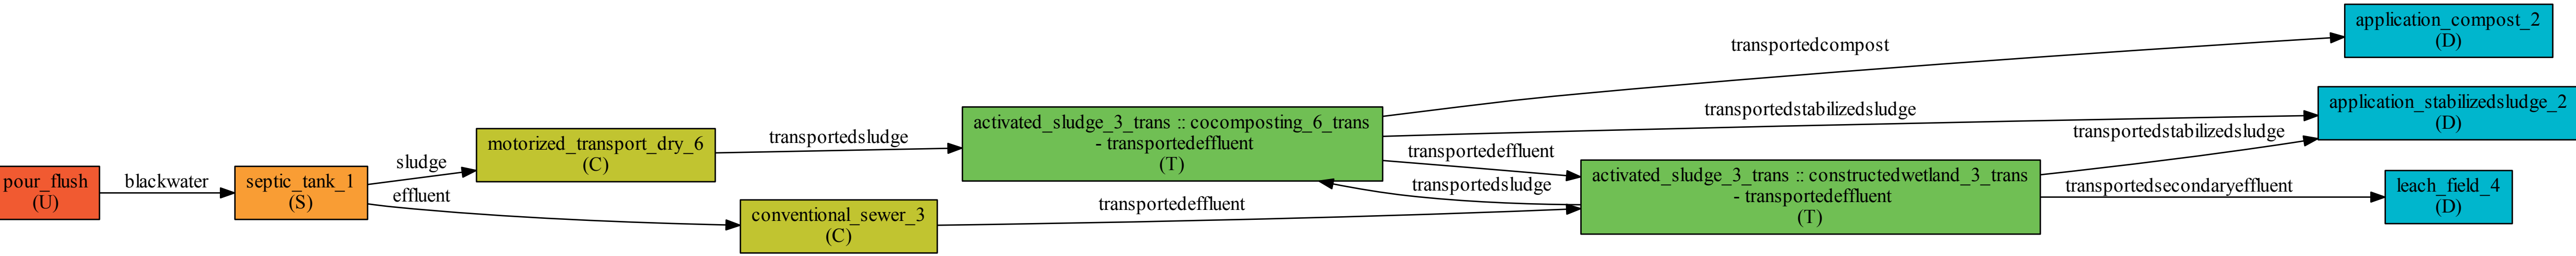 pour_flush
(U)
blackwater
septic_tank_1
(S)
sludge
effluent
motorized_transport_dry_6
(C)
conventional_sewer_3
(C)
transportedsludge
transportedeffluent
activated_sludge_3_trans :: cocomposting_6_trans
- transportedeffluent
(T)
transportedeffluent
transportedsludge
activated_sludge_3_trans :: constructedwetland_3_trans
- transportedeffluent
(T)
transportedcompost
transportedstabilizedsludge
transportedstabilizedsludge
transportedsecondaryeffluent
application_compost_2
(D)
application_stabilizedsludge_2
(D)
leach_field_4
(D)